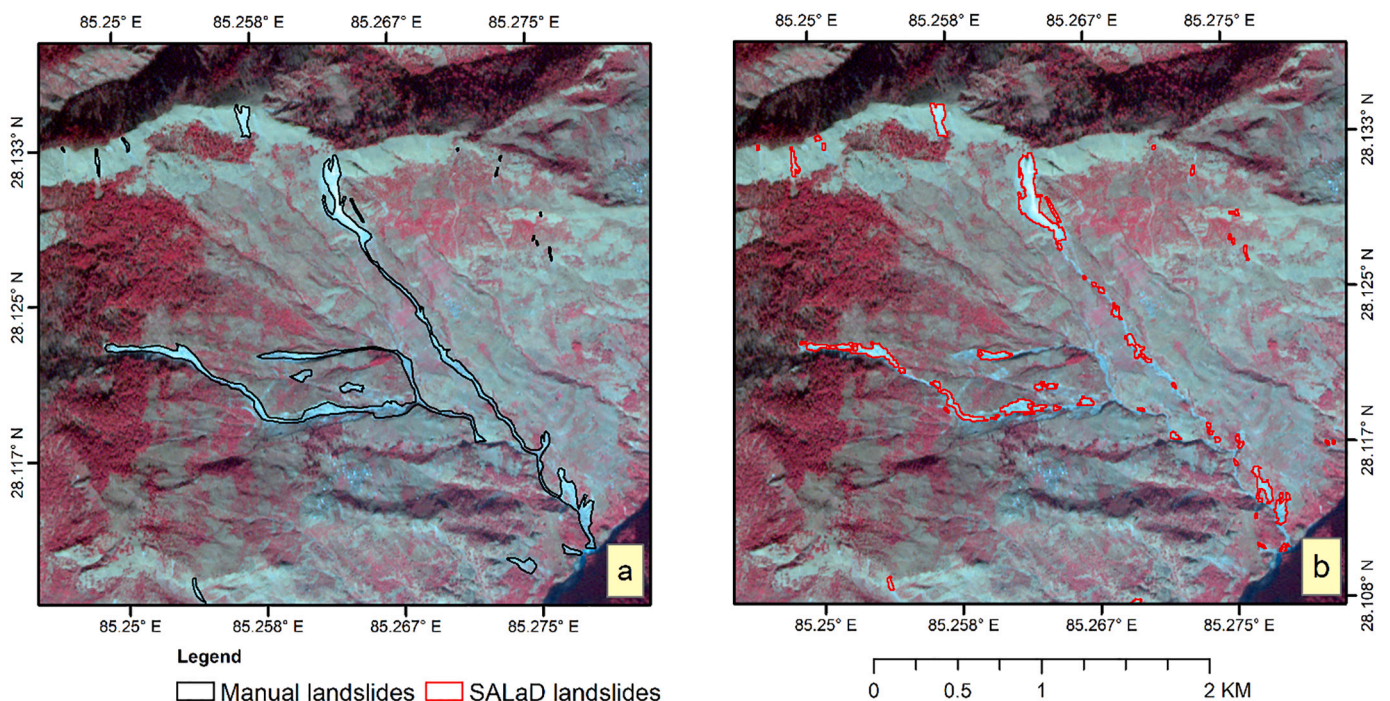 85.25° E 85.258° E 85.267° E 85.275° E 85.25° E 85.258° E 85.267° E 85.275° E
28.133° N 28.133° N
28.125° N 28.125° N
28.117° N 28.117° N
a b
28.108° N
85.25° E 85.258° E 85.267° E 85.275° E 85.25° E 85.258° E 85.267° E 85.275° E
Legend
Manual landslides SALaD landslides
0 0.5 1 2 KM